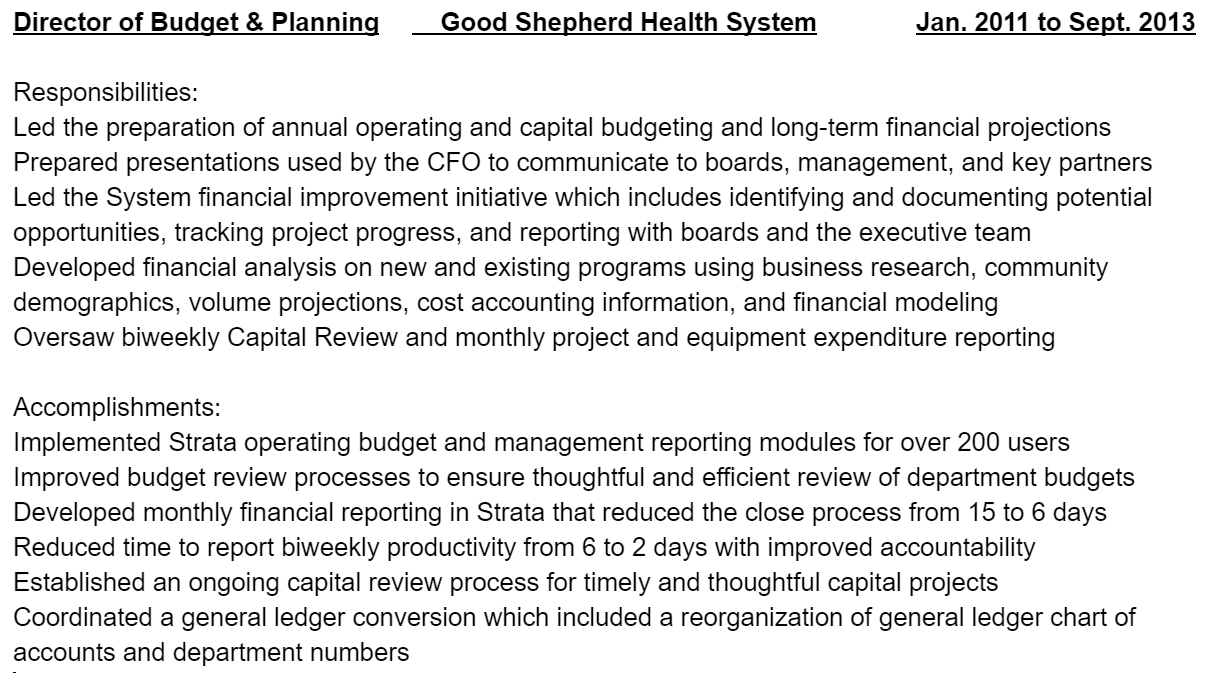 Director of Budget & Planning Good Shepherd Health System Jan. 2011 to Sept. 2013
Responsibilities:
Led the preparation of annual operating and capital budgeting and long-term financial projections
Prepared presentations used by the CFO to communicate to boards, management, and key partners
Led the System financial improvement initiative which includes identifying and documenting potential
opportunities, tracking project progress, and reporting with boards and the executive team
Developed financial analysis on new and existing programs using business research, community
demographics, volume projections, cost accounting information, and financial modeling
Oversaw biweekly Capital Review and monthly project and equipment expenditure reporting
Accomplishments:
Implemented Strata operating budget and management reporting modules for over 200 users
Improved budget review processes to ensure thoughtful and efficient review of department budgets
Developed monthly financial reporting in Strata that reduced the close process from 15 to 6 days
Reduced time to report biweekly productivity from 6 to 2 days with improved accountability
Established an ongoing capital review process for timely and thoughtful capital projects
Coordinated a general ledger conversion which included a reorganization of general ledger chart of
accounts and department numbers